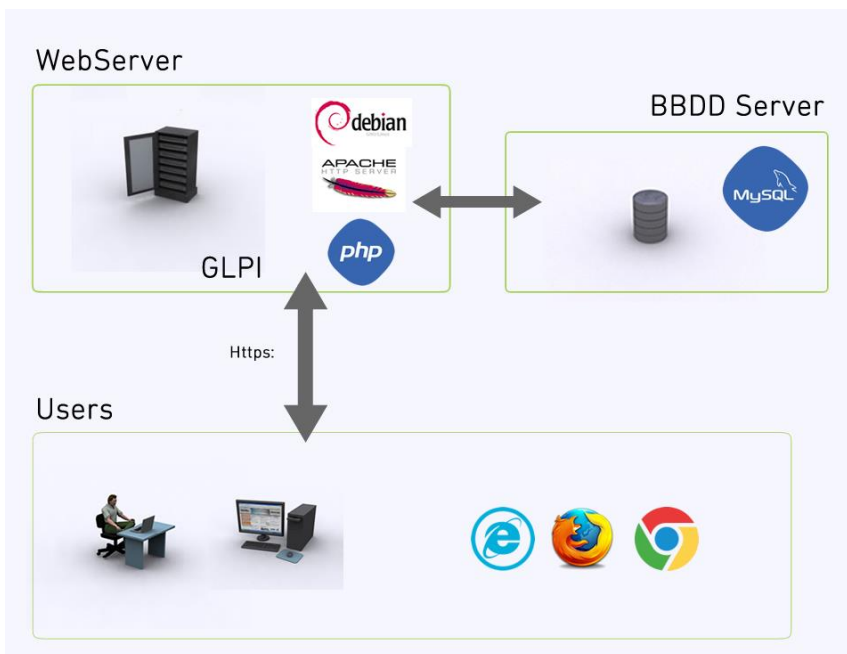 WebServer
debian
APACHE
HTTP SERVER
php
GLPI
BBDD Server
MySQL
Https:
Users